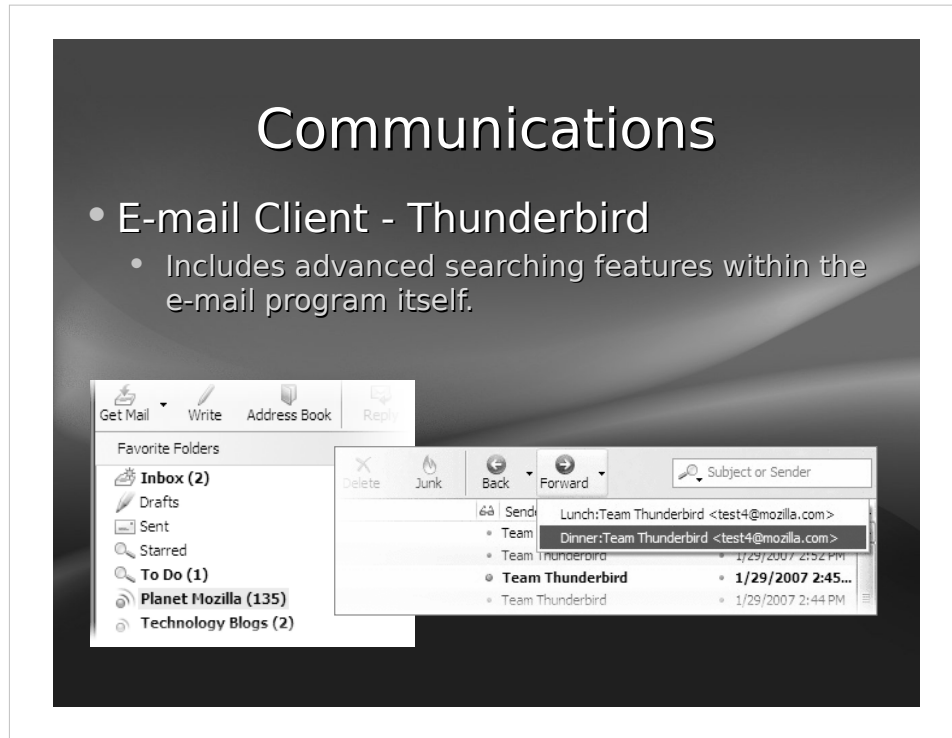 Communications
• E-mail Client - Thunderbird
• Includes advanced searching features within the
e-mail program itself.
Get Mail Write Address Book Reply
Favorite Folders
Inbox (2)
Drafts
Sent
Starred
To Do (1)
Planet Mozilla (135)
Technology Blogs (2)
Delete Junk Back Forward Subject or Sender
Lunch:Team Thunderbird <test4@mozilla.com>
Dinner:Team Thunderbird <test4@mozilla.com>
Team
Team Thunderbird 1/29/2007 2:52 PM
Team Thunderbird 1/29/2007 2:45...
Team Thunderbird 1/29/2007 2:44 PM